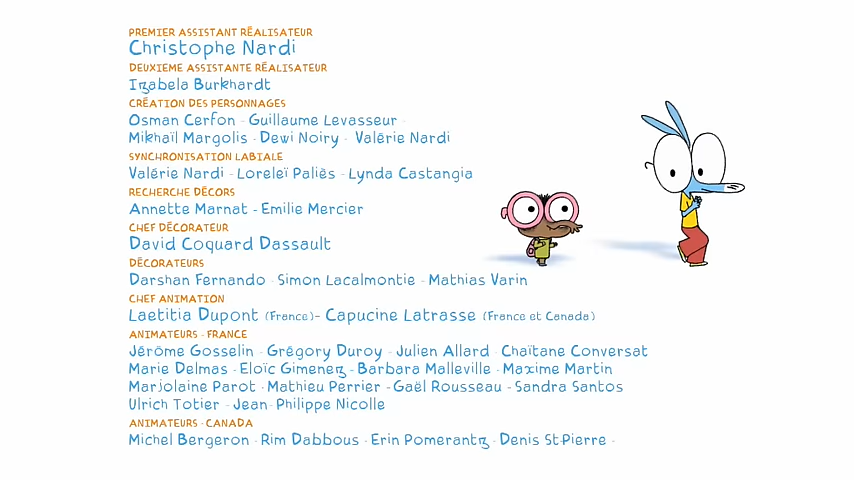 PREMIER ASSISTANT RÉALISATEUR
Christophe Nardi
DEUXIEME ASSISTANTE RÉALISATEUR
Izabela Burkhardt
CRÉATION DES PERSONNAGES
Osman Cerfon - Guillaume Levasseur -
Mikhaïl Margolis - Dewi Noiry - Valérie Nardi
SYNCHRONISATION LABIALE
Valérie Nardi - Loreleï Paliès - Lynda Castangia
RECHERCHE DÉCORS
Annette Marnat - Emilie Mercier
CHEF DÉCORATEUR
David Coquard Dassault
DÉCORATEURS
Darshan Fernando - Simon Lacalmontie - Mathias Varin
CHEF ANIMATION
Laetitia Dupont (France)- Capucine Latrasse (France et Canada)
ANIMATEURS - FRANCE
Jérôme Gosselin - Grégory Duroy - Julien Allard - Chaïtane Conversat
Marie Delmas - Eloïc Gimenez - Barbara Malleville - Maxime Martin
Marjolaine Parot - Mathieu Perrier - Gaël Rousseau - Sandra Santos
Ulrich Totier - Jean-Philippe Nicolle
ANIMATEURS - CANADA
Michel Bergeron - Rim Dabbous - Erin Pomerantz - Denis St-Pierre -